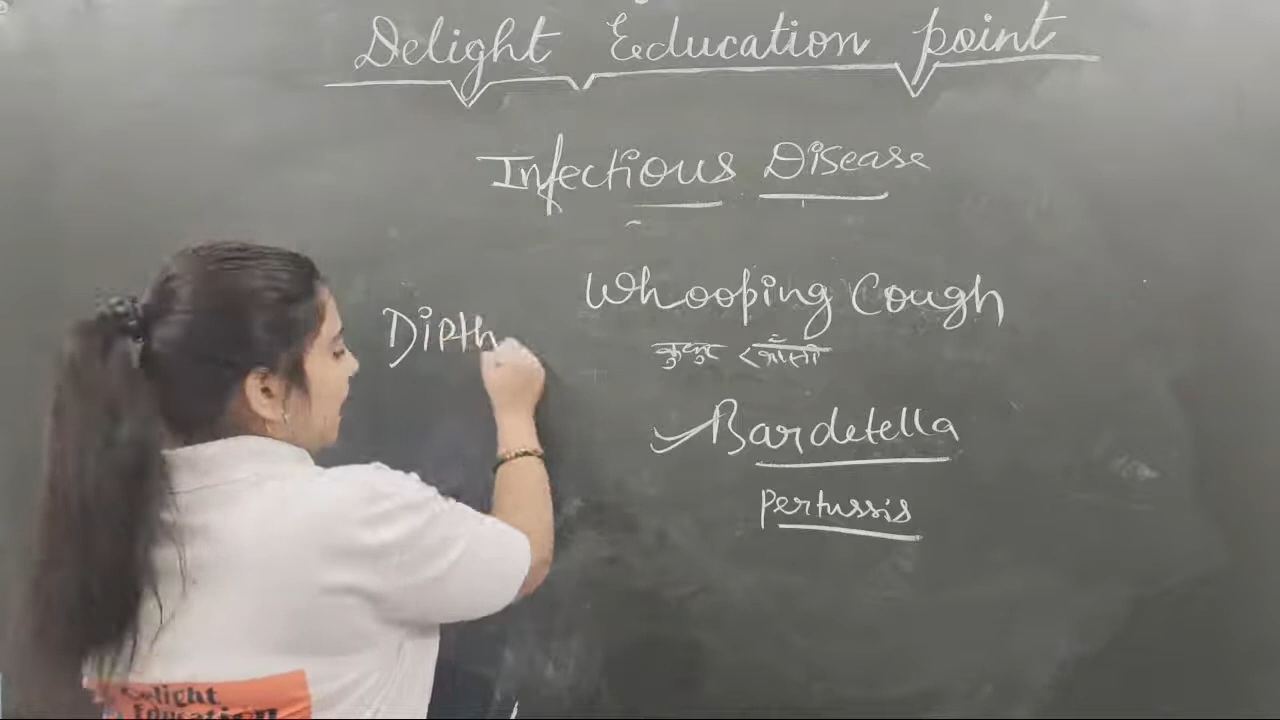 Delight Education point
Infectious Disease
Whooping Cough
Dipth
कुकुर खाँसी
Bardetella
Pertussis
Delight
Education